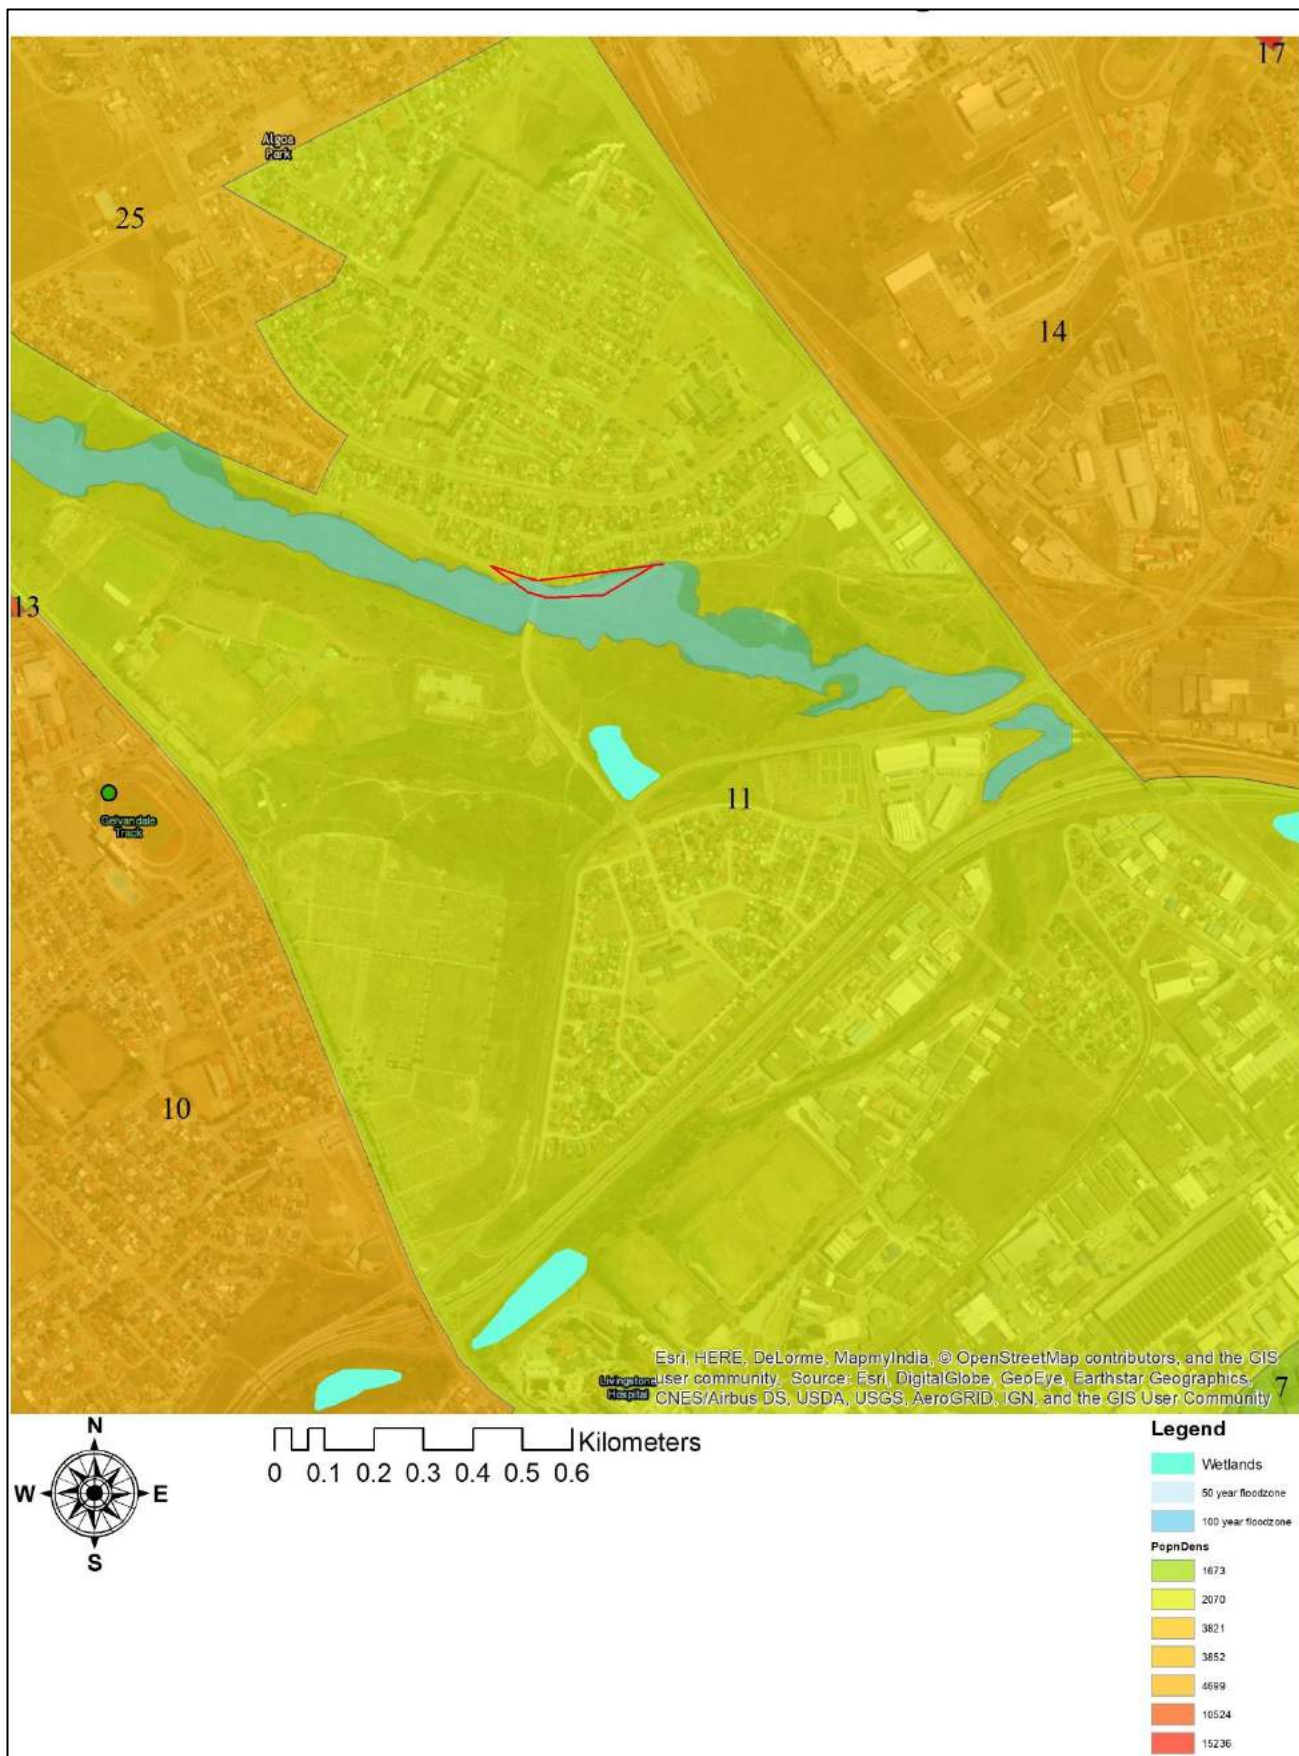 17
Algoa
Park
25
14
13
11
Gelvandale
Track
10
Esri, HERE, DeLorme, MapmyIndia, © OpenStreetMap contributors, and the GIS
user community, Source: Esri, DigitalGlobe, GeoEye, Earthstar Geographics,
CNES/Airbus DS, USDA, USGS, AeroGRID, IGN, and the GIS User Community
Livingstone
Hospital
7
N
W E
S
Kilometers
0 0.1 0.2 0.3 0.4 0.5 0.6
Legend
Wetlands
50 year floodzone
100 year floodzone
PopnDens
1673
2070
3821
3852
4699
10524
15236